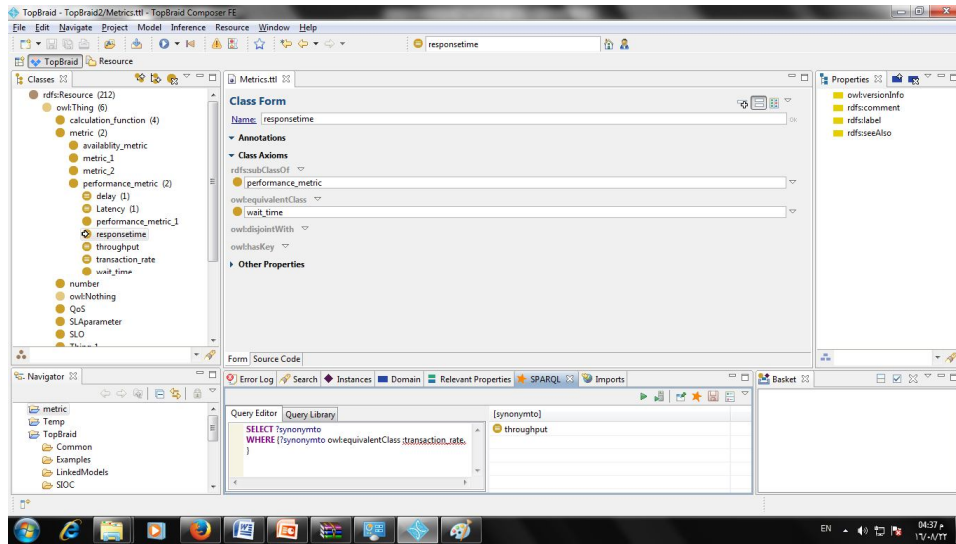 TopBraid - TopBraid2/Metrics.ttl - TopBraid Composer FE
File Edit Navigate Project Model Inference Resource Window Help
responsetime
TopBraid Resource
Classes
rdfs:Resource (212)
owl:Thing (6)
calculation_function (4)
metric (2)
availablity_metric
metric_1
metric_2
performance_metric (2)
delay (1)
Latency (1)
performance_metric_1
responsetime
throughput
transaction_rate
wait_time
number
owl:Nothing
QoS
SLAparameter
SLO
Thing_1
Metrics.ttl
Class Form
Name: responsetime
Ok
Annotations
Class Axioms
rdfs:subClassOf
performance_metric
owl:equivalentClass
wait_time
owl:disjointWith
owl:hasKey
Other Properties
Form Source Code
Properties
owl:versionInfo
rdfs:comment
rdfs:label
rdfs:seeAlso
Navigator
metric
Temp
TopBraid
Common
Examples
LinkedModels
SIOC
Error Log Search Instances Domain Relevant Properties SPARQL Imports
Query Editor Query Library
SELECT ?synonymto
WHERE {?synonymto owl:equivalentClass :transaction_rate.
}
[synonymto]
throughput
Basket
EN
04:37 م
١٦/٠٨/٢٢